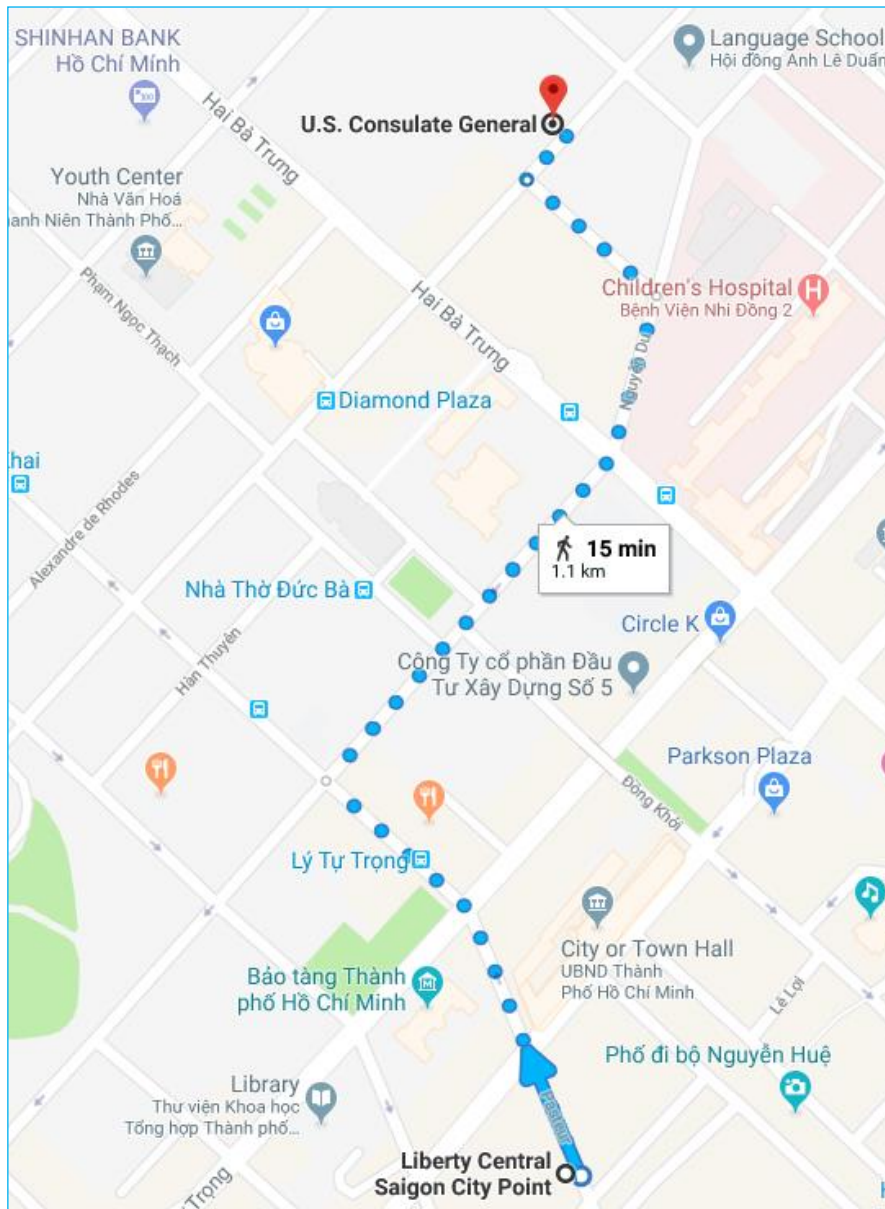 SHINHAN BANK
Hồ Chí Mính
Language School
Hội đồng Anh Lê Duẩn
Hai Bà Trưng
U.S. Consulate General
Youth Center
Nhà Văn Hoá
anh Niên Thành Phố...
Phạm Ngọc Thạch
Children's Hospital
Bệnh Viện Nhi Đồng 2
H
Hai Bà Trưng
Nguyễn Du
Diamond Plaza
Khai
Alexandre de Rhodes
15 min
1.1 km
Nhà Thờ Đức Bà
Circle K
Hàn Thuyên
Công Ty cổ phần Đầu
Tư Xây Dựng Số 5
Parkson Plaza
Đồng Khởi
Lý Tự Trọng
City or Town Hall
UBND Thành
Phố Hồ Chí Minh
Bảo tàng Thành
phố Hồ Chí Minh
Lê Lợi
Phố đi bộ Nguyễn Huệ
Library
Thư viện Khoa học
Tổng hợp Thành phố...
Pasteur
Liberty Central
Saigon City Point
Trọng